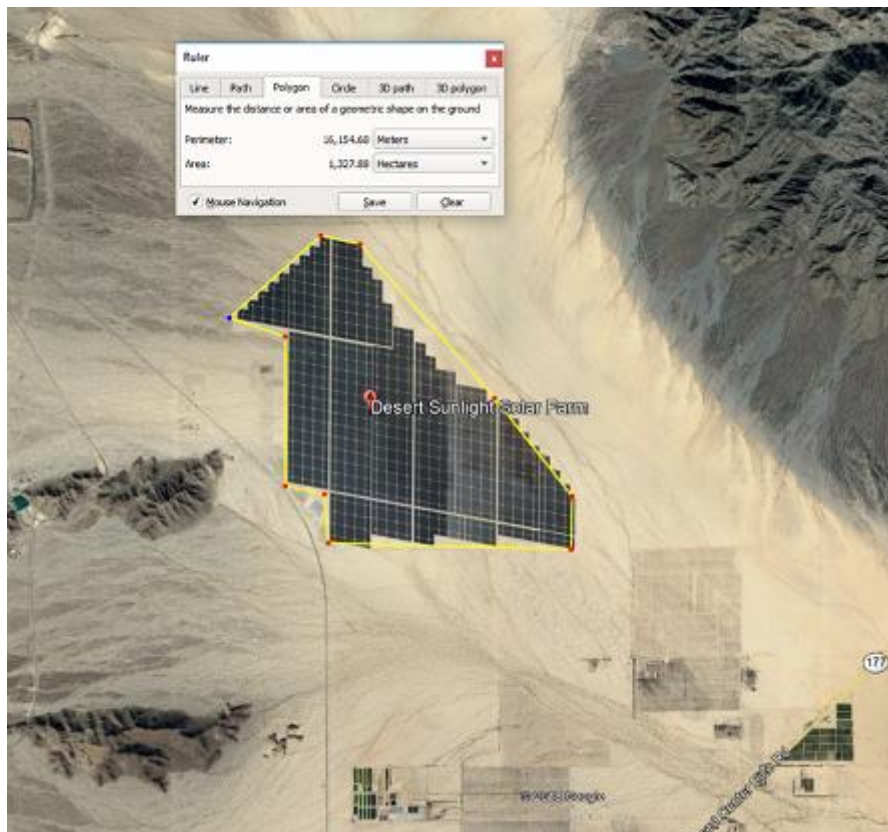 Ruler
Line Path Polygon Circle 3D path 3D polygon
Measure the distance or area of a geometric shape on the ground
Perimeter: 16,154.60 Meters
Area: 1,327.88 Hectares
Mouse Navigation Save Clear
Desert Sunlight Solar Farm
177
Google